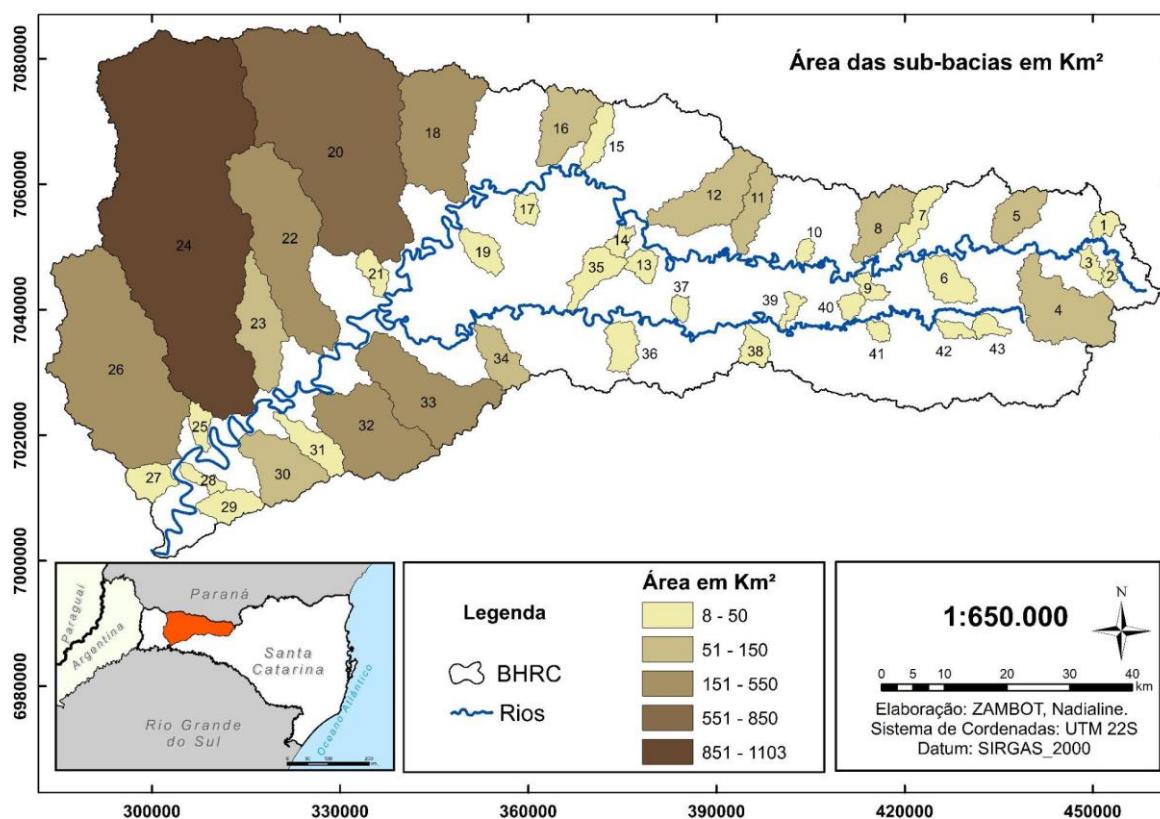 Área das sub-bacias em Km²
7080000
7060000
7040000
7020000
7000000
6980000
18
16
15
20
12
11
10
17
8
7
5
1
14
24
22
19
35
13
21
3
2
6
9
37
39
40
4
23
34
36
38
41
42
43
26
33
32
25
31
30
27
28
29
Paraguai
Argentina
Paraná
Santa
Catarina
Rio Grande
do Sul
Oceano Atlântico
Legenda
BHRC
Rios
Área em Km²
8 - 50
51 - 150
151 - 550
551 - 850
851 - 1103
1:650.000
N
0 5 10 20 30 40
km
Elaboração: ZAMBOT, Nadialine.
Sistema de Cordenadas: UTM 22S
Datum: SIRGAS_2000
300000 330000 360000 390000 420000 450000